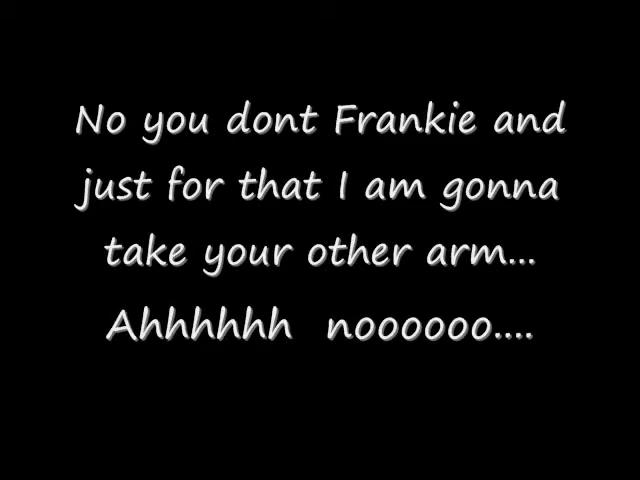 No you dont Frankie and
just for that I am gonna
take your other arm...
Ahhhhhh noooooo....